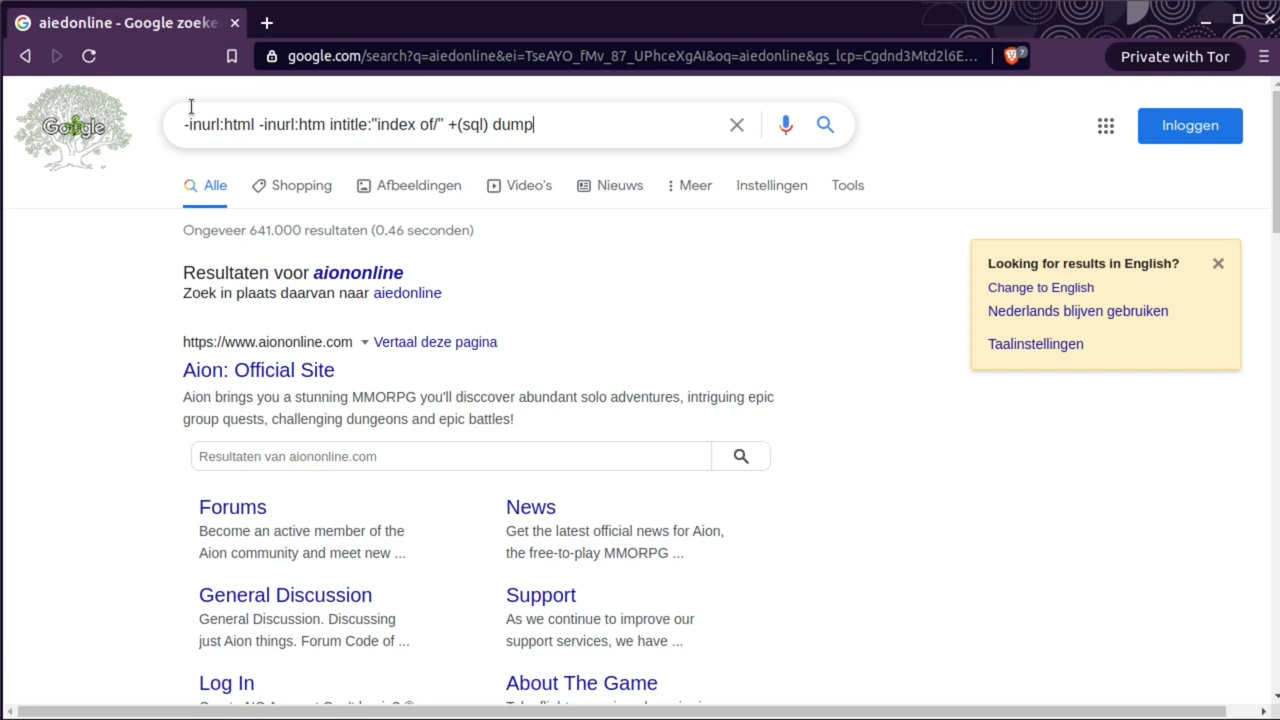 aiedonline - Google zoeke
google.com/search?q=aiedonline&ei=TseAYO_fMv_87_UPhceXgAI&oq=aiedonline&gs_lcp=Cgdnd3Mtd2l6E...
7
Private with Tor
Google
-inurl:html -inurl:htm intitle:"index of/" +(sql) dump
Inloggen
Alle Shopping Afbeeldingen Video's Nieuws Meer Instellingen Tools
Ongeveer 641.000 resultaten (0,46 seconden)
Looking for results in English?
Change to English
Nederlands blijven gebruiken
Taalinstellingen
Resultaten voor aiononline
Zoek in plaats daarvan naar aiedonline
https://www.aiononline.com Vertaal deze pagina
Aion: Official Site
Aion brings you a stunning MMORPG you'll disccover abundant solo adventures, intriguing epic
group quests, challenging dungeons and epic battles!
Resultaten van aiononline.com
Forums
Become an active member of the
Aion community and meet new ...
News
Get the latest official news for Aion,
the free-to-play MMORPG ...
General Discussion
General Discussion. Discussing
just Aion things. Forum Code of ...
Support
As we continue to improve our
support services, we have ...
Log In
About The Game